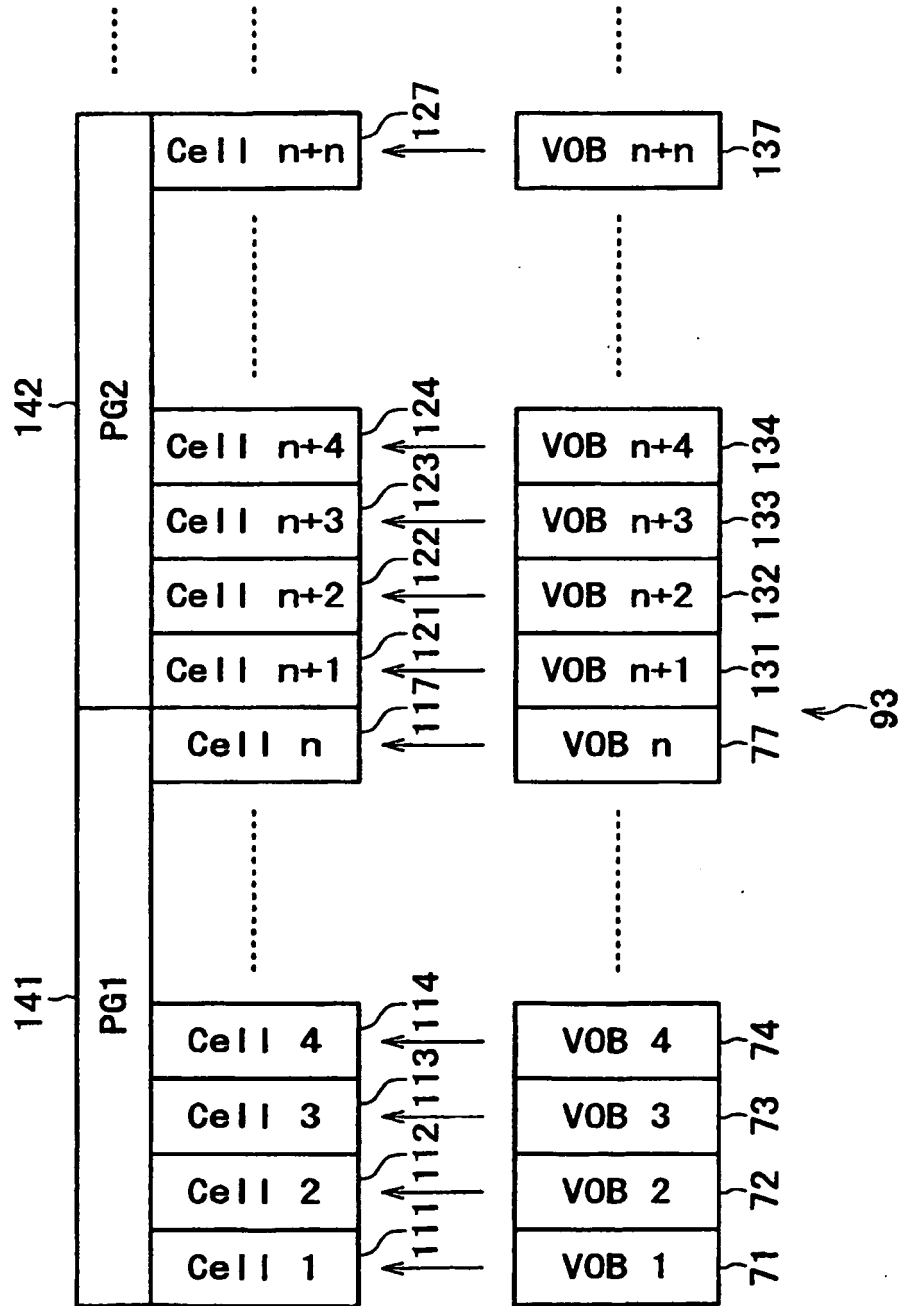 141 142
PG1 PG2 ........
Cell 1 Cell 2 Cell 3 Cell 4 ........ Cell n Cell n+1 Cell n+2 Cell n+3 Cell n+4 ........ Cell n+n ........
111 112 113 114 117 121 122 123 124 127
VOB 1 VOB 2 VOB 3 VOB 4 ........ VOB n VOB n+1 VOB n+2 VOB n+3 VOB n+4 ........ VOB n+n ........
71 72 73 74 77 131 132 133 134 137
93